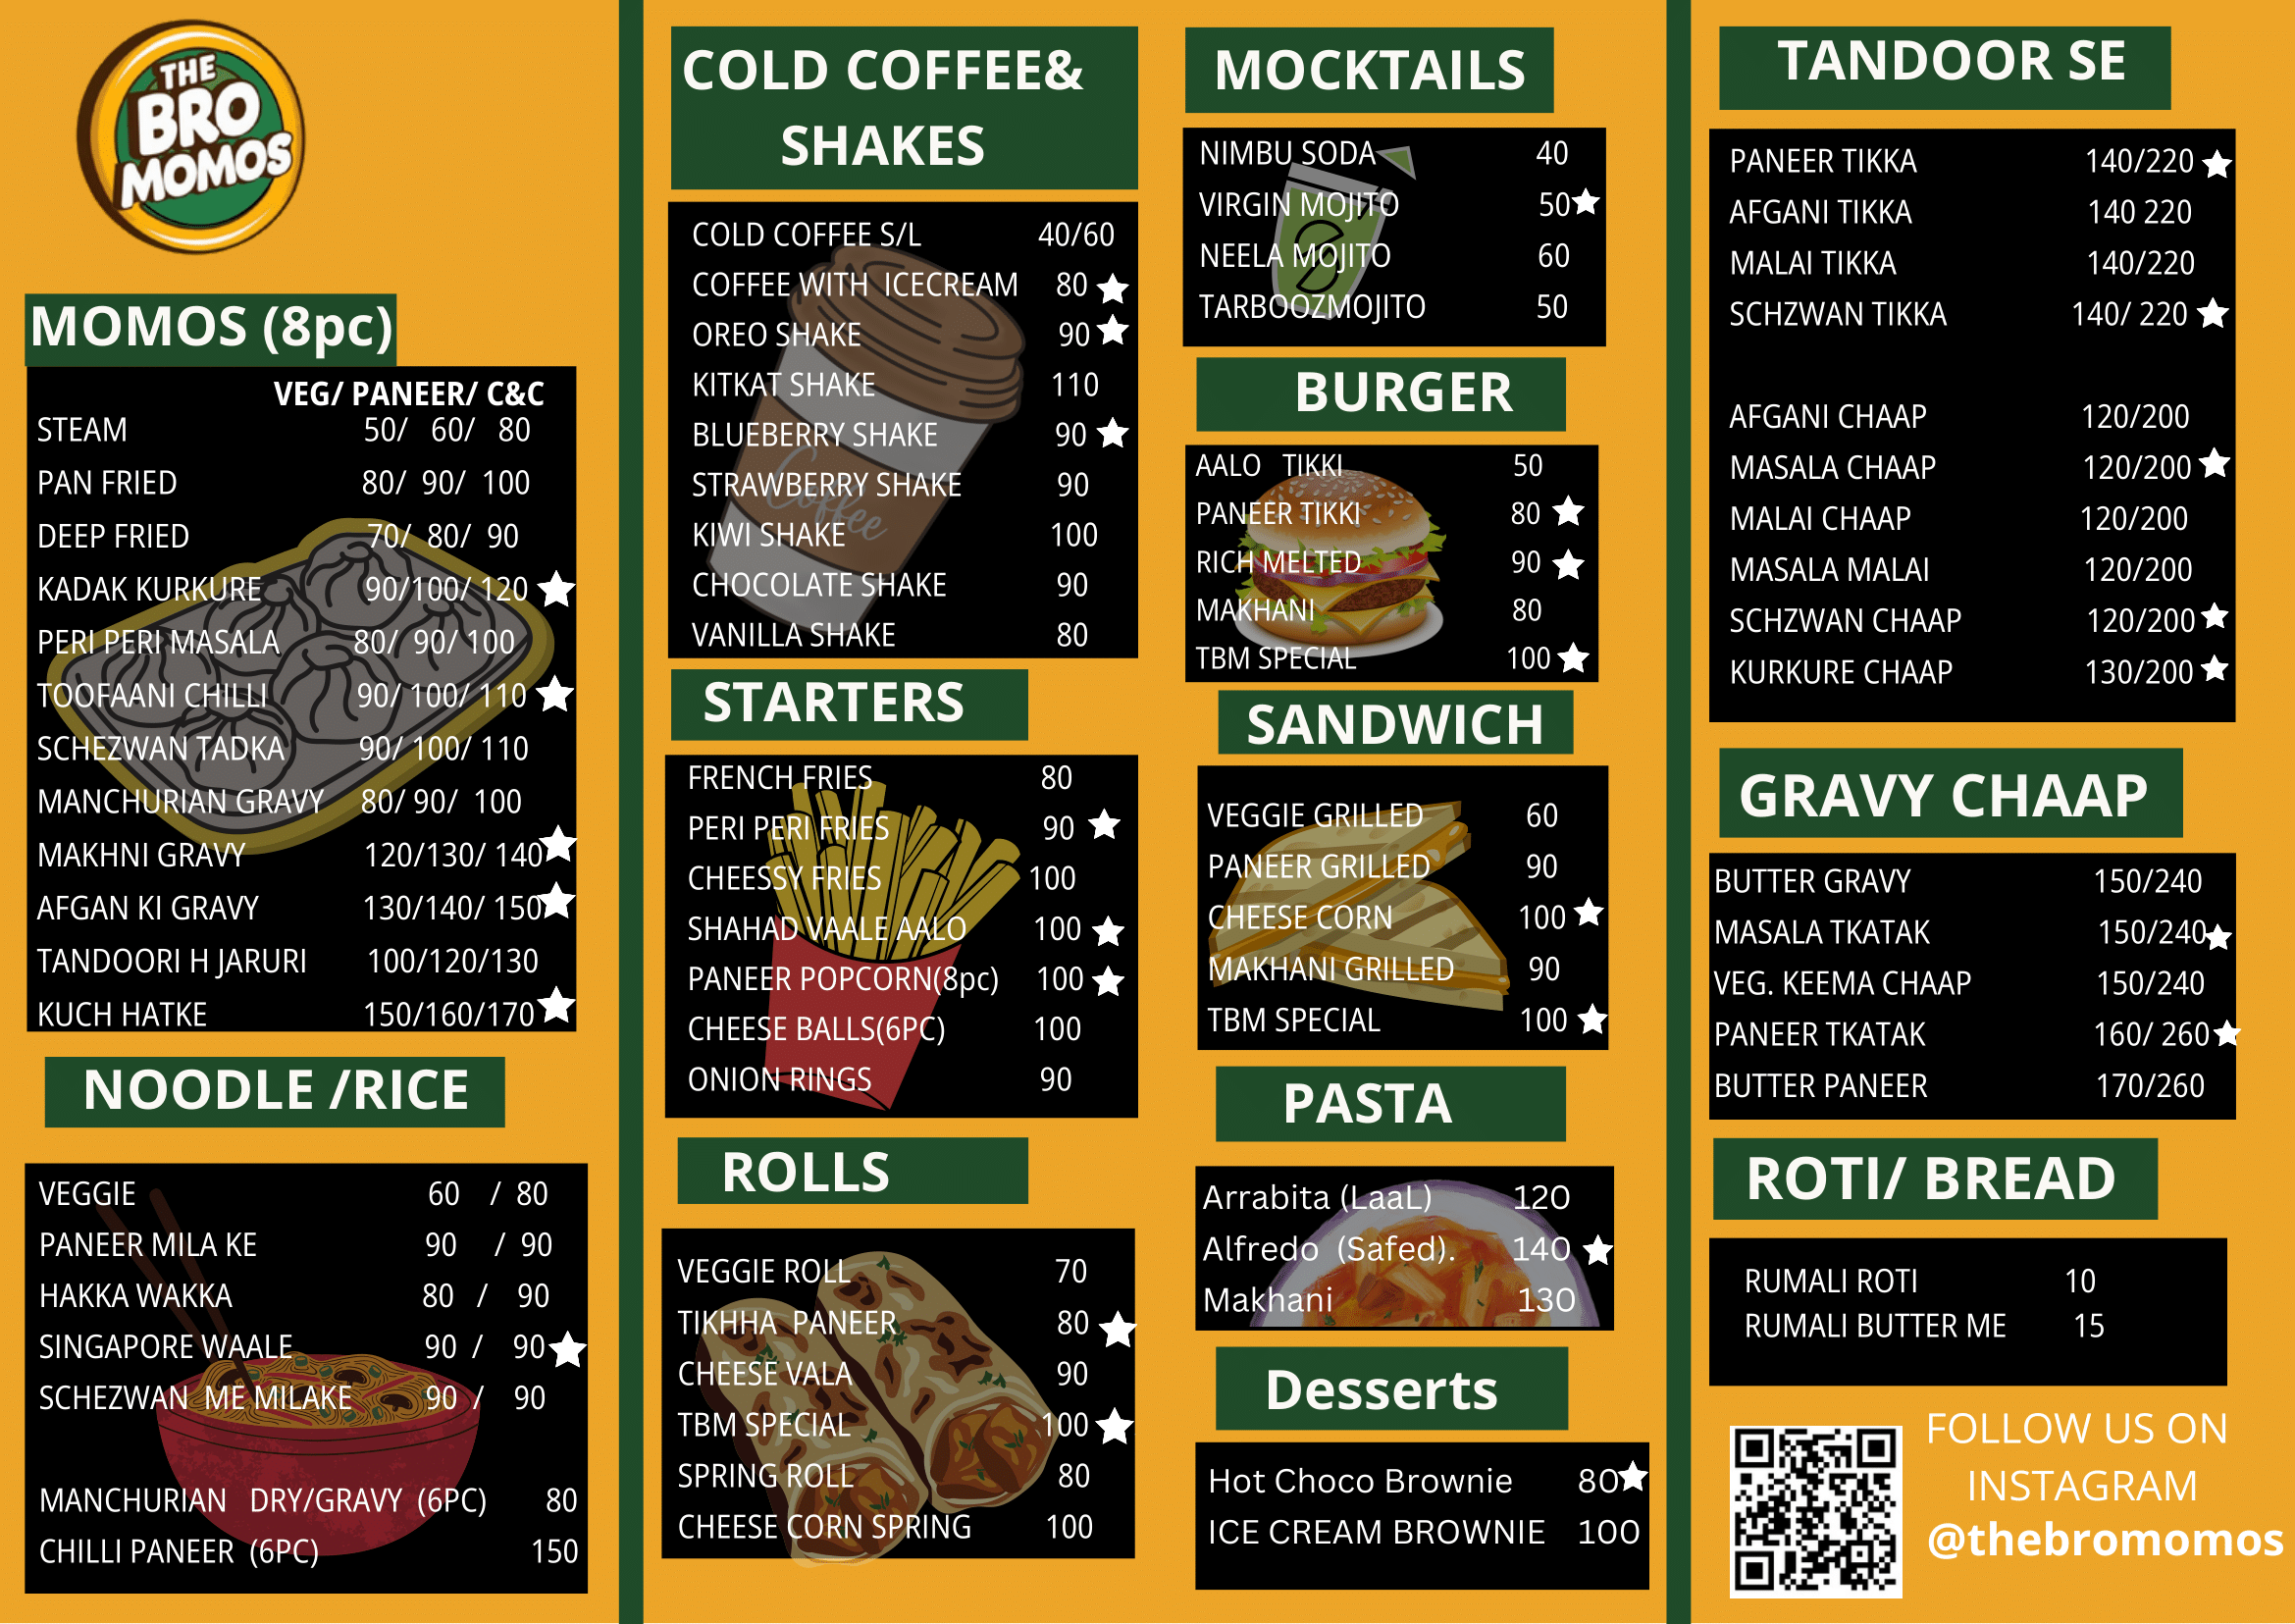 THE
BRO
MOMOS
MOMOS (8pc)
VEG/ PANEER/ C&C
STEAM 50/ 60/ 80
PAN FRIED 80/ 90/ 100
DEEP FRIED 70/ 80/ 90
KADAK KURKURE 90/100/ 120
PERI PERI MASALA 80/ 90/ 100
TOOFAANI CHILLI 90/ 100/ 110
SCHEZWAN TADKA 90/ 100/ 110
MANCHURIAN GRAVY 80/ 90/ 100
MAKHNI GRAVY 120/130/ 140
AFGAN KI GRAVY 130/140/ 150
TANDOORI H JARURI 100/120/130
KUCH HATKE 150/160/170
NOODLE /RICE
VEGGIE 60 / 80
PANEER MILA KE 90 / 90
HAKKA WAKKA 80 / 90
SINGAPORE WAALE 90 / 90
SCHEZWAN ME MILAKE 90 / 90
MANCHURIAN DRY/GRAVY (6PC) 80
CHILLI PANEER (6PC) 150
COLD COFFEE&
SHAKES
COLD COFFEE S/L 40/60
COFFEE WITH ICECREAM 80
OREO SHAKE 90
KITKAT SHAKE 110
BLUEBERRY SHAKE 90
STRAWBERRY SHAKE 90
KIWI SHAKE 100
CHOCOLATE SHAKE 90
VANILLA SHAKE 80
Coffee
STARTERS
FRENCH FRIES 80
PERI PERI FRIES 90
CHEESSY FRIES 100
SHAHAD VAALE AALO 100
PANEER POPCORN(8pc) 100
CHEESE BALLS(6PC) 100
ONION RINGS 90
ROLLS
VEGGIE ROLL 70
TIKHHA PANEER 80
CHEESE VALA 90
TBM SPECIAL 100
SPRING ROLL 80
CHEESE CORN SPRING 100
MOCKTAILS
NIMBU SODA 40
VIRGIN MOJITO 50
NEELA MOJITO 60
TARBOOZMOJITO 50
BURGER
AALO TIKKI 50
PANEER TIKKI 80
RICH MELTED 90
MAKHANI 80
TBM SPECIAL 100
SANDWICH
VEGGIE GRILLED 60
PANEER GRILLED 90
CHEESE CORN 100
MAKHANI GRILLED 90
TBM SPECIAL 100
PASTA
Arrabita (LaaL) 120
Alfredo (Safed). 140
Makhani 130
Desserts
Hot Choco Brownie 80
ICE CREAM BROWNIE 100
TANDOOR SE
PANEER TIKKA 140/220
AFGANI TIKKA 140 220
MALAI TIKKA 140/220
SCHZWAN TIKKA 140/ 220
AFGANI CHAAP 120/200
MASALA CHAAP 120/200
MALAI CHAAP 120/200
MASALA MALAI 120/200
SCHZWAN CHAAP 120/200
KURKURE CHAAP 130/200
GRAVY CHAAP
BUTTER GRAVY 150/240
MASALA TKATAK 150/240
VEG. KEEMA CHAAP 150/240
PANEER TKATAK 160/ 260
BUTTER PANEER 170/260
ROTI/ BREAD
RUMALI ROTI 10
RUMALI BUTTER ME 15
FOLLOW US ON
INSTAGRAM
@thebromomos